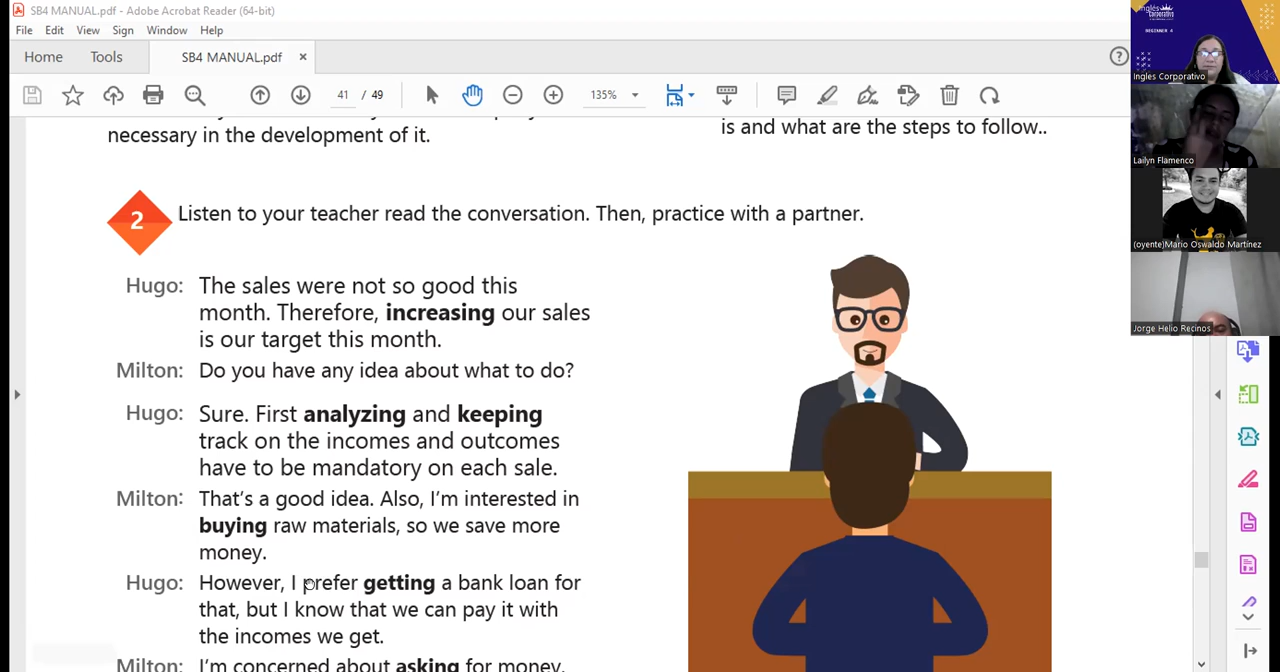 SB4 MANUAL.pdf - Adobe Acrobat Reader (64-bit)
File Edit View Sign Window Help
Home Tools SB4 MANUAL.pdf ×
41 / 49 135%
necessary in the development of it.
is and what are the steps to follow..
2 Listen to your teacher read the conversation. Then, practice with a partner.
Hugo: The sales were not so good this
month. Therefore, increasing our sales
is our target this month.
Milton: Do you have any idea about what to do?
Hugo: Sure. First analyzing and keeping
track on the incomes and outcomes
have to be mandatory on each sale.
Milton: That's a good idea. Also, I'm interested in
buying raw materials, so we save more
money.
Hugo: However, I prefer getting a bank loan for
that, but I know that we can pay it with
the incomes we get.
Milton: I'm concerned about asking for money.
Inglés
Corporativo
BEGINNER 4
Ingles Corporativo
Lailyn Flamenco
(oyente)Mario Oswaldo Martínez
Jorge Helio Recinos